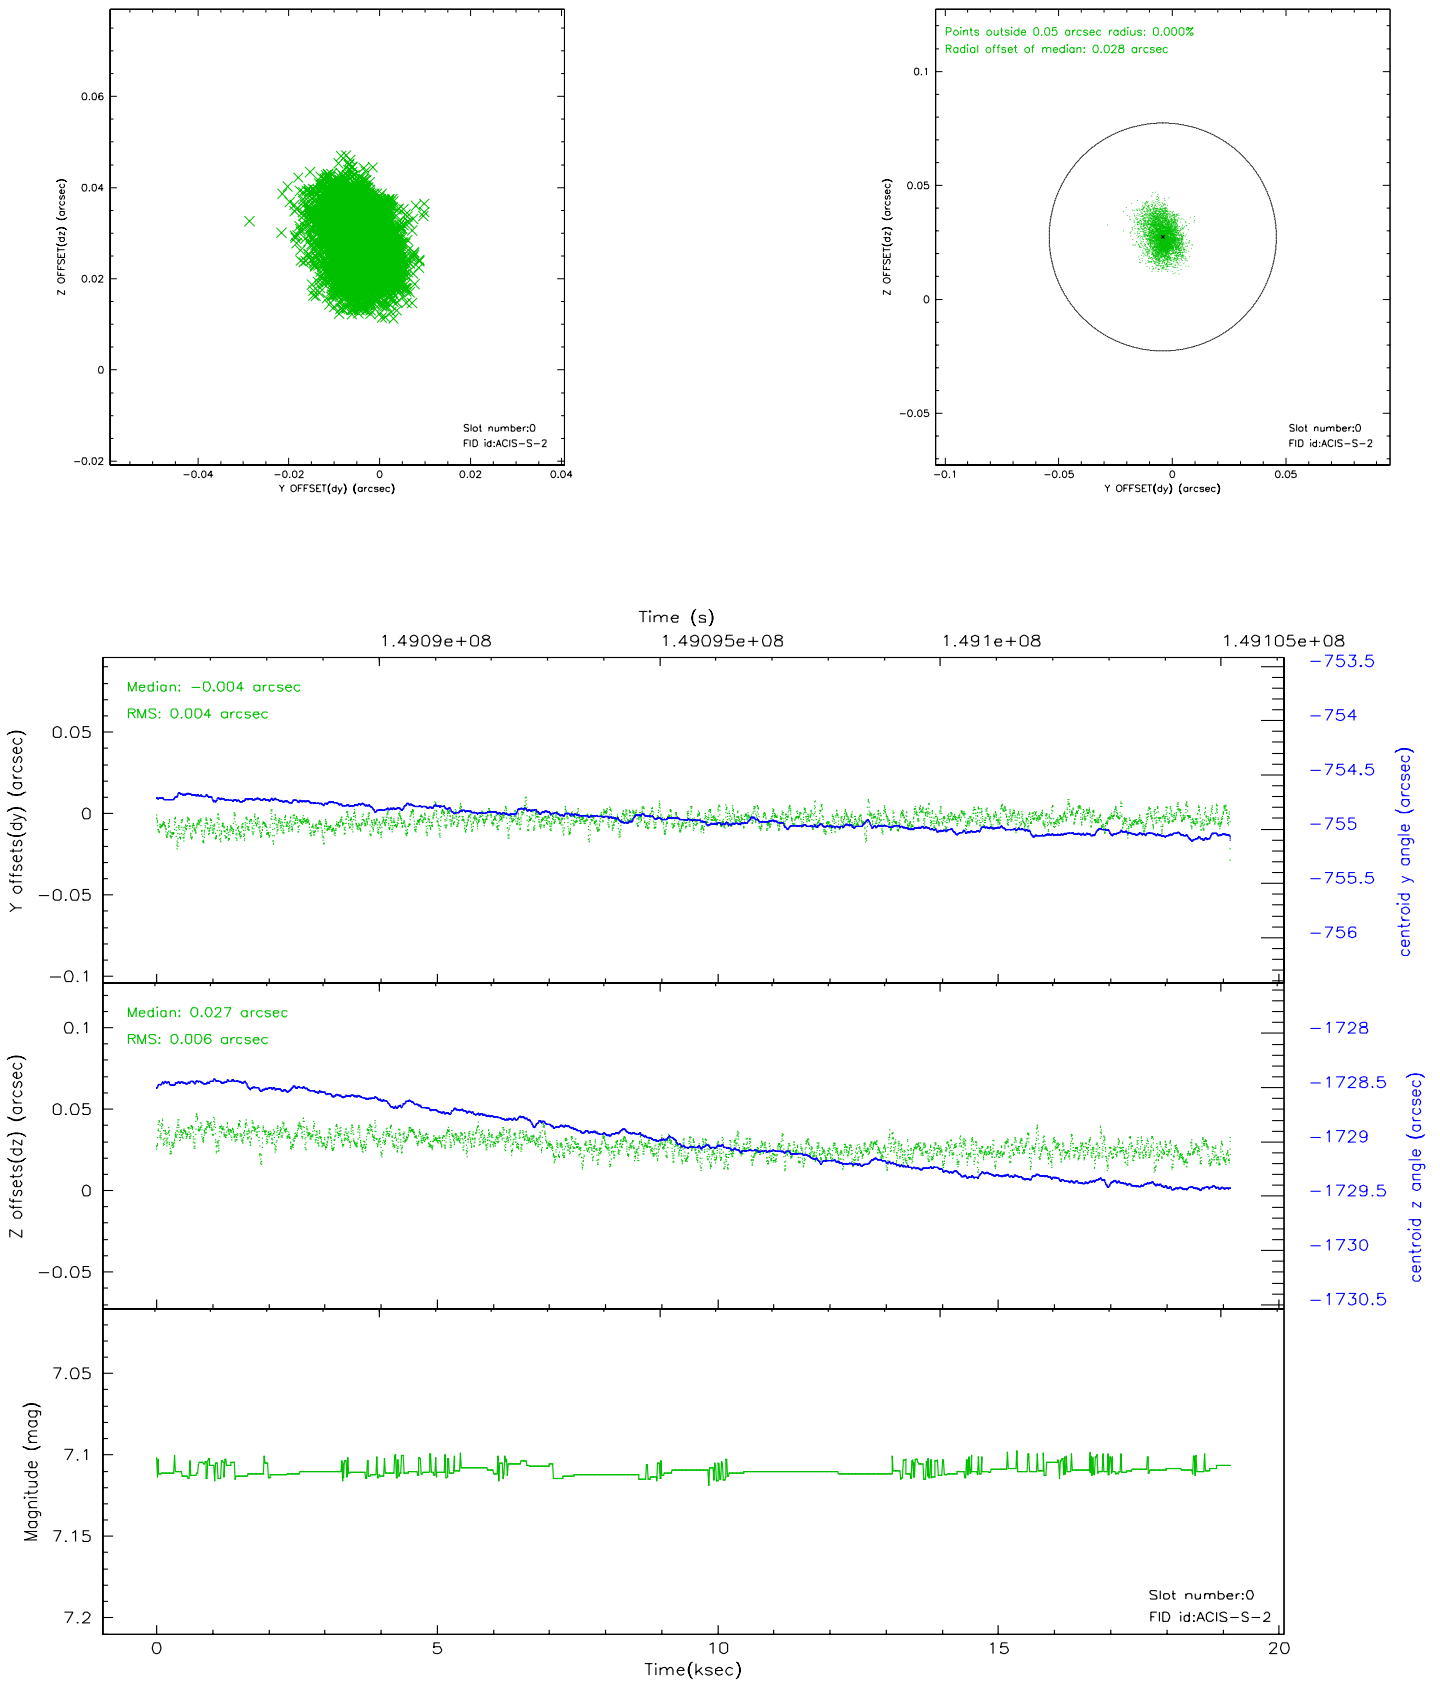 0.06
0.04
0.02
0
-0.02
Z OFFSET(dz) (arcsec)
Slot number:0
FID id:ACIS-S-2
-0.04 -0.02 0 0.02 0.04
Y OFFSET(dy) (arcsec)
Points outside 0.05 arcsec radius: 0.000%
Radial offset of median: 0.028 arcsec
0.1
0.05
0
-0.05
Z OFFSET(dz) (arcsec)
Slot number:0
FID id:ACIS-S-2
-0.1 -0.05 0 0.05
Y OFFSET(dy) (arcsec)
Time (s)
1.4909e+08 1.49095e+08 1.491e+08 1.49105e+08
Median: -0.004 arcsec
RMS: 0.004 arcsec
0.05
0
-0.05
-0.1
Y offsets(dy) (arcsec)
-753.5
-754
-754.5
-755
-755.5
-756
centroid y angle (arcsec)
Median: 0.027 arcsec
RMS: 0.006 arcsec
0.1
0.05
0
-0.05
Z offsets(dz) (arcsec)
-1728
-1728.5
-1729
-1729.5
-1730
-1730.5
centroid z angle (arcsec)
7.05
7.1
7.15
7.2
Magnitude (mag)
Slot number:0
FID id:ACIS-S-2
0 5 10 15 20
Time(ksec)